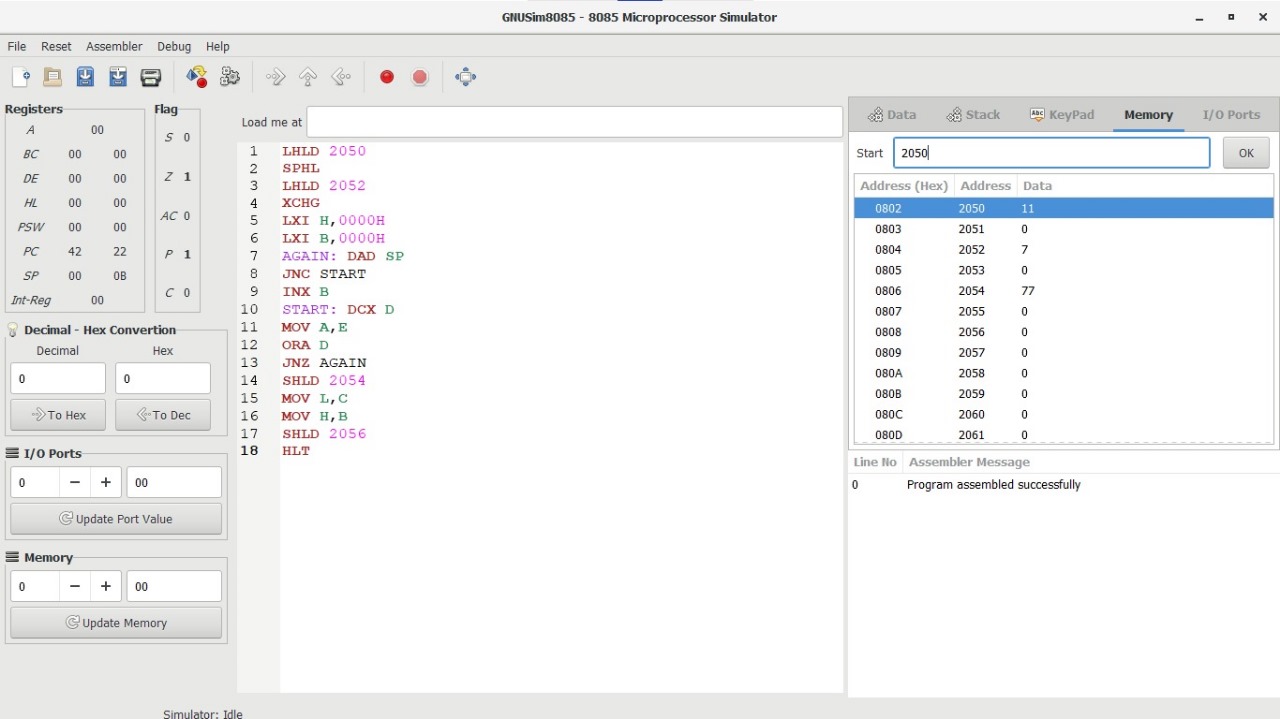 GNUSim8085 - 8085 Microprocessor Simulator
File Reset Assembler Debug Help
Registers
A 00
BC 00 00
DE 00 00
HL 00 00
PSW 00 00
PC 42 22
SP 00 0B
Int-Reg 00
Flag
S 0
Z 1
AC 0
P 1
C 0
Decimal - Hex Convertion
Decimal Hex
0 0
To Hex To Dec
I/O Ports
0 − + 00
Update Port Value
Memory
0 − + 00
Update Memory
Load me at
1 LHLD 2050
2 SPHL
3 LHLD 2052
4 XCHG
5 LXI H,0000H
6 LXI B,0000H
7 AGAIN: DAD SP
8 JNC START
9 INX B
10 START: DCX D
11 MOV A,E
12 ORA D
13 JNZ AGAIN
14 SHLD 2054
15 MOV L,C
16 MOV H,B
17 SHLD 2056
18 HLT
Data Stack Abc KeyPad Memory I/O Ports
Start 2050 OK
Address (Hex) Address Data
0802 2050 11
0803 2051 0
0804 2052 7
0805 2053 0
0806 2054 77
0807 2055 0
0808 2056 0
0809 2057 0
080A 2058 0
080B 2059 0
080C 2060 0
080D 2061 0
Line No Assembler Message
0 Program assembled successfully
Simulator: Idle